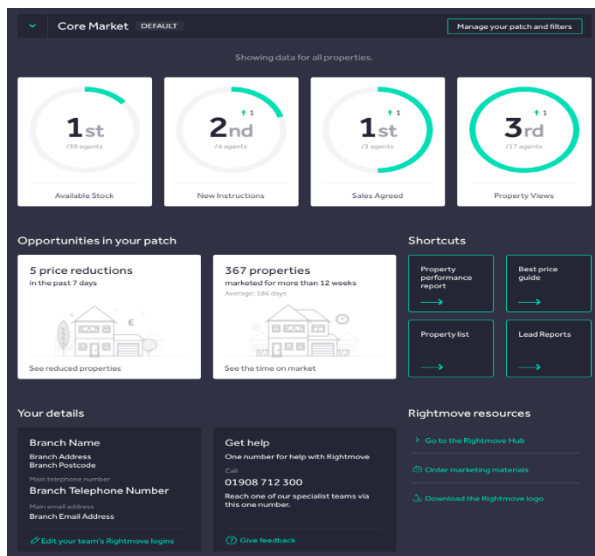 Core Market DEFAULT
Manage your patch and filters
Showing data for all properties.
1st
/59 agents
Available Stock
2nd
↑ 1
/4 agents
New Instructions
1st
↑ 1
/3 agents
Sales Agreed
3rd
↑ 1
/17 agents
Property Views
Opportunities in your patch
5 price reductions
in the past 7 days
£
See reduced properties
367 properties
marketed for more than 12 weeks
Average: 186 days
See the time on market
Shortcuts
Property
performance
report
Best price
guide
Property list
Lead Reports
Your details
Branch Name
Branch Address
Branch Postcode
Main telephone number
Branch Telephone Number
Main email address
Branch Email Address
Edit your team's Rightmove logins
Get help
One number for help with Rightmove
Call
01908 712 300
Reach one of our specialist teams via
this one number.
Give feedback
Rightmove resources
Go to the Rightmove Hub
Order marketing materials
Download the Rightmove logo